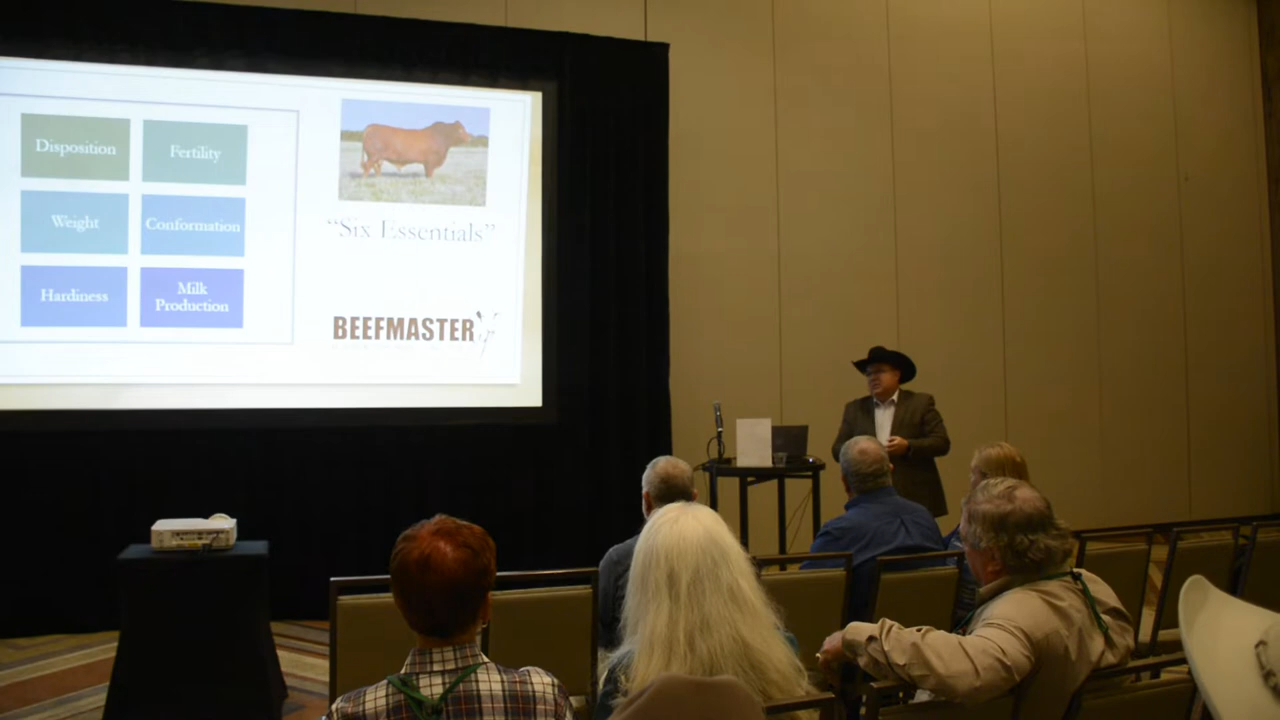 Disposition
Fertility
Weight
Conformation
Hardiness
Milk
Production
“Six Essentials”
BEEFMASTER